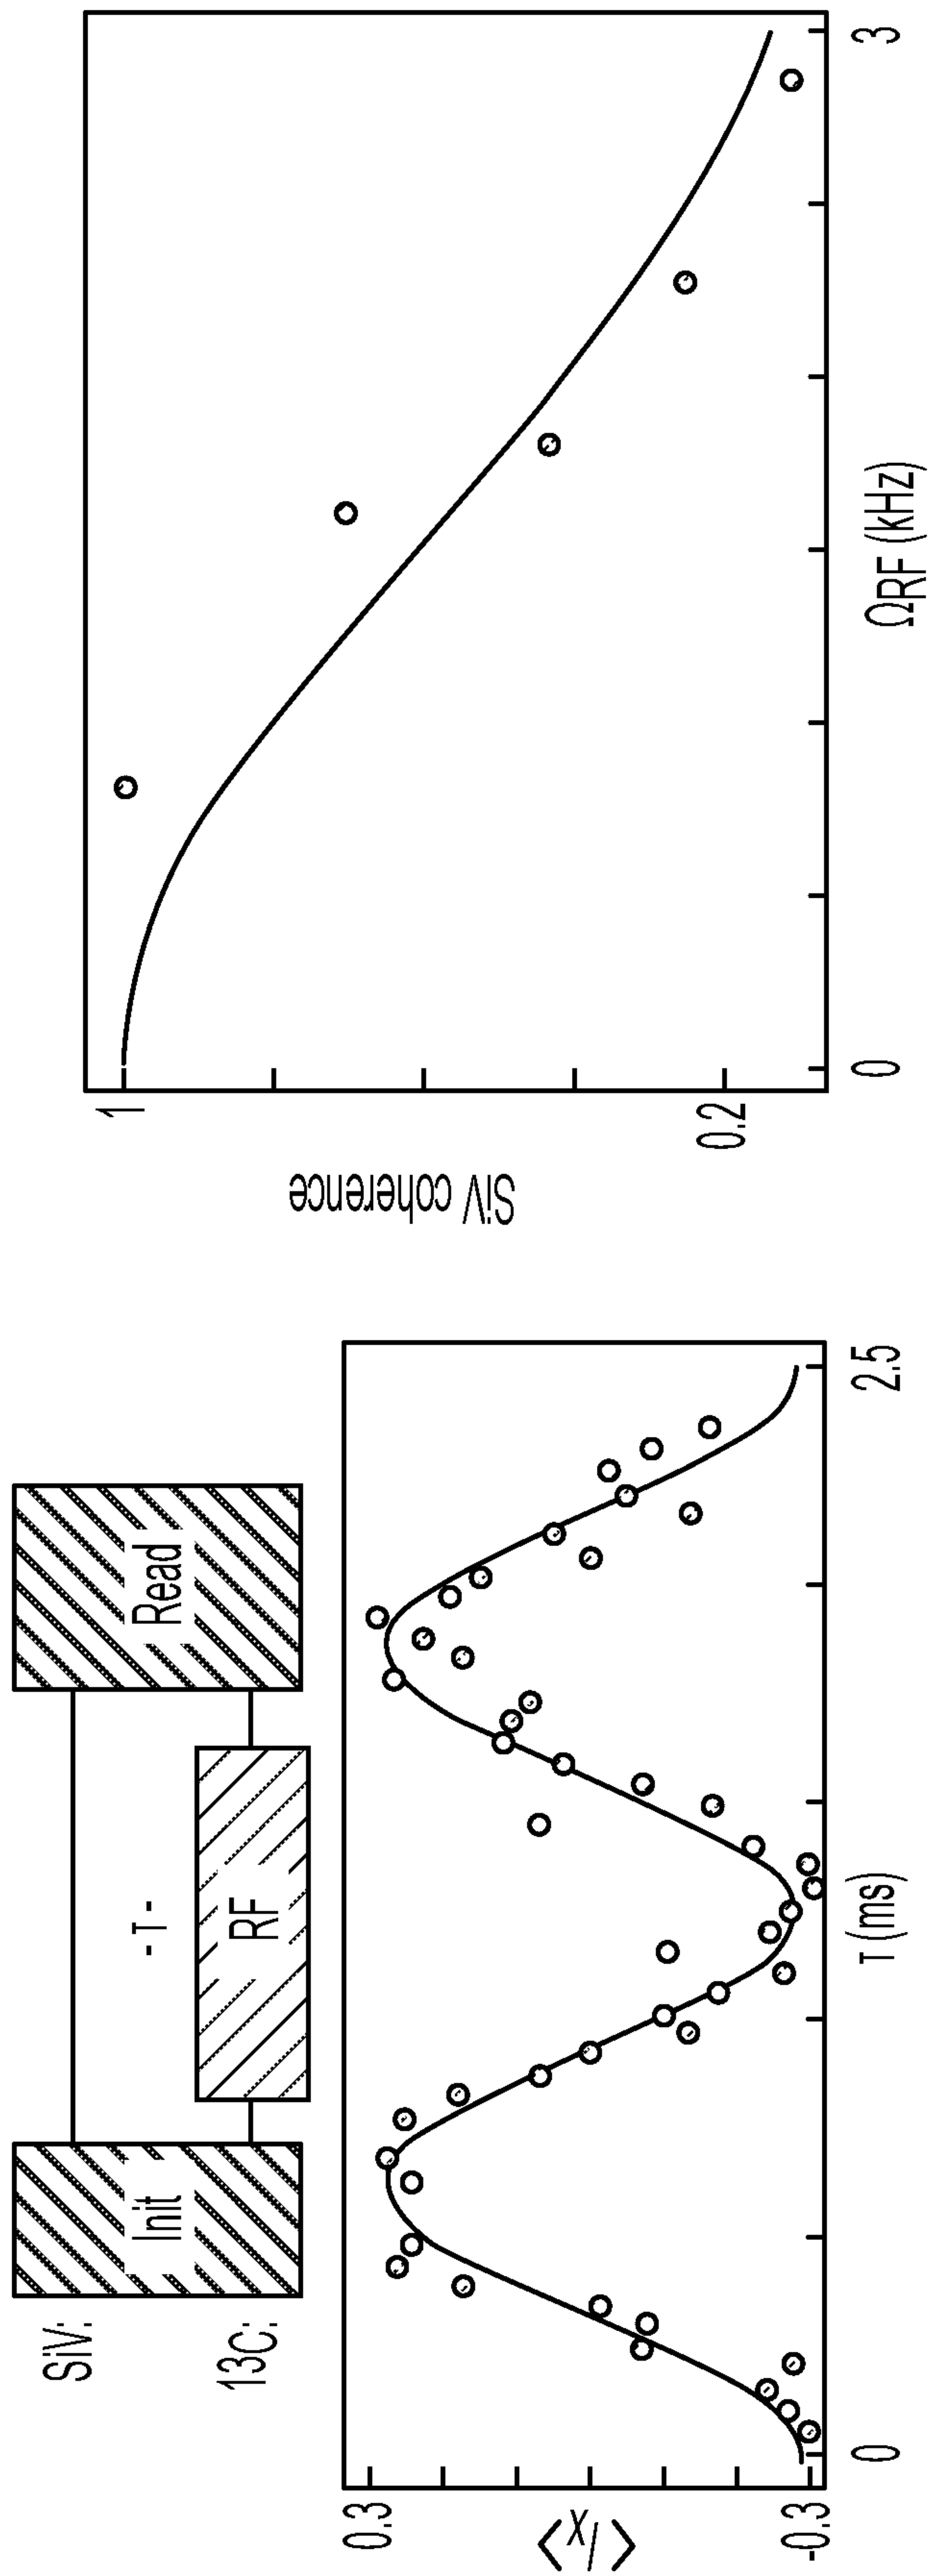 SiV:
13C:
Init
- τ -
RF
Read
<Ix>
0.3
-0.3
0
2.5
τ (ms)
SiV coherence
1
0.2
0
3
ΩRF (kHz)